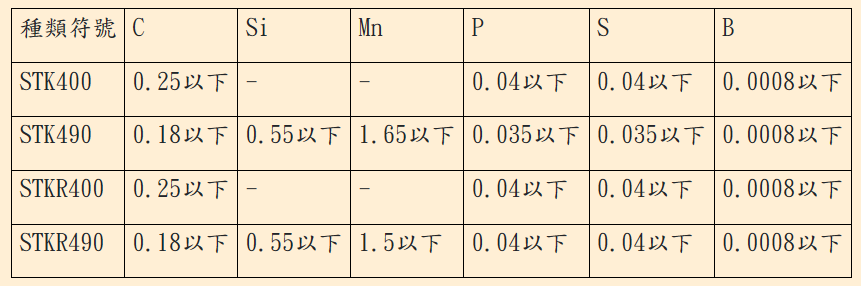 種類符號 C Si Mn P S B
STK400 0.25以下 - - 0.04以下 0.04以下 0.0008以下
STK490 0.18以下 0.55以下 1.65以下 0.035以下 0.035以下 0.0008以下
STKR400 0.25以下 - - 0.04以下 0.04以下 0.0008以下
STKR490 0.18以下 0.55以下 1.5以下 0.04以下 0.04以下 0.0008以下